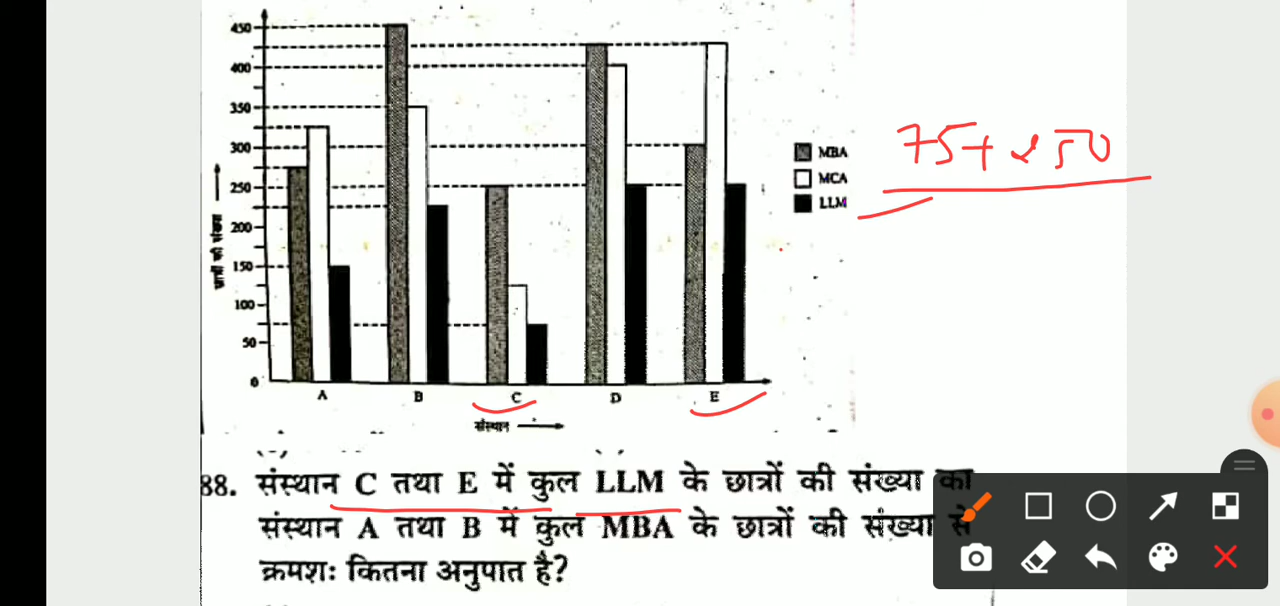 450
400
350
300
250
200
150
100
50
0
छात्रों की संख्या
A B C D E
संस्थान
MBA
MCA
LLM
75+250
88. संस्थान C तथा E में कुल LLM के छात्रों की संख्या का
संस्थान A तथा B में कुल MBA के छात्रों की संख्या से
क्रमशः कितना अनुपात है?